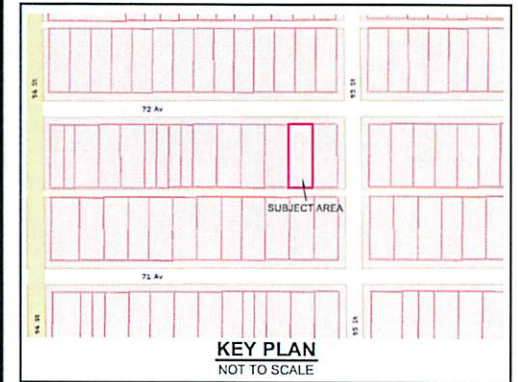 96 St
95 St
72 Av
SUBJECT AREA
71 Av
96 St
95 St
KEY PLAN
NOT TO SCALE